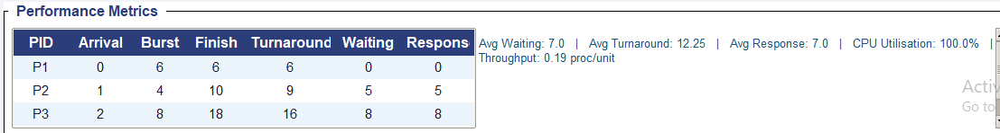 Performance Metrics
PID Arrival Burst Finish Turnaround Waiting Respons
P1 0 6 6 6 0 0
P2 1 4 10 9 5 5
P3 2 8 18 16 8 8
Avg Waiting: 7.0 | Avg Turnaround: 12.25 | Avg Response: 7.0 | CPU Utilisation: 100.0% |
Throughput: 0.19 proc/unit
Activ
Go to